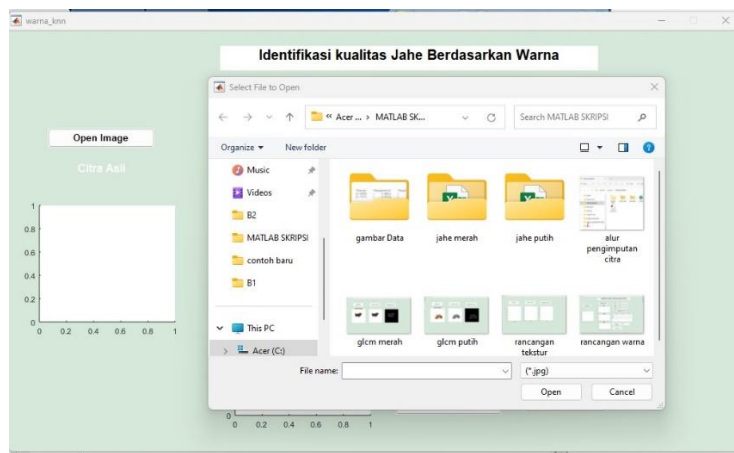 warna_knn
Identifikasi kualitas Jahe Berdasarkan Warna
Select File to Open
« Acer ... › MATLAB SK...
Search MATLAB SKRIPSI
Organize
New folder
Open Image
Citra Asli
Music
Videos
B2
MATLAB SKRIPSI
contoh baru
B1
This PC
Acer (C:)
gambar Data
jahe merah
jahe putih
alur
pengimputan
citra
glcm merah
glcm putih
rancangan
tekstur
rancangan warna
File name:
(*.jpg)
Open
Cancel
1
0.8
0.6
0.4
0.2
0
0 0.2 0.4 0.6 0.8 1
0
0 0.2 0.4 0.6 0.8 1